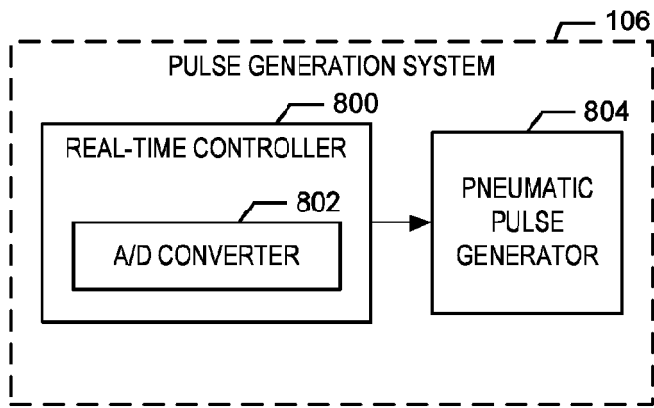 106
PULSE GENERATION SYSTEM
800
REAL-TIME CONTROLLER
802
A/D CONVERTER
804
PNEUMATIC
PULSE
GENERATOR